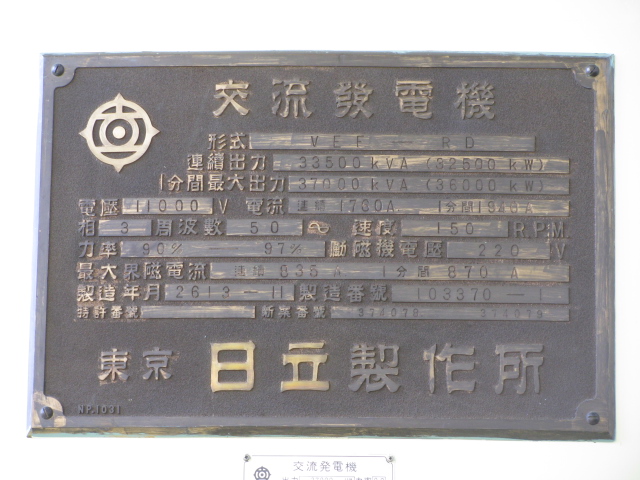 交流發電機
形式 VEF - RD
連續出力 33500 kVA (32500 kW)
1分間最大出力 37000 kVA (36000 kW)
電壓 11000 V 電流 連續 1760A 1分間 1940A
相 3 周波數 50 速度 150 R.P.M.
力率 90% - 97% 勵磁機電壓 220 V
最大界磁電流 連續 835 A 1分間 870 A
製造年月 2613-11 製造番號 103370-1
特許番號 新案番號 374079 374079
東京 日立製作所
NP.1031
交流発電機